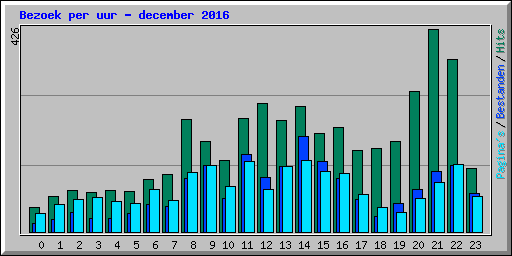 Bezoek per uur - december 2016
426
Pagina's / Bestanden / Hits
0 1 2 3 4 5 6 7 8 9 10 11 12 13 14 15 16 17 18 19 20 21 22 23